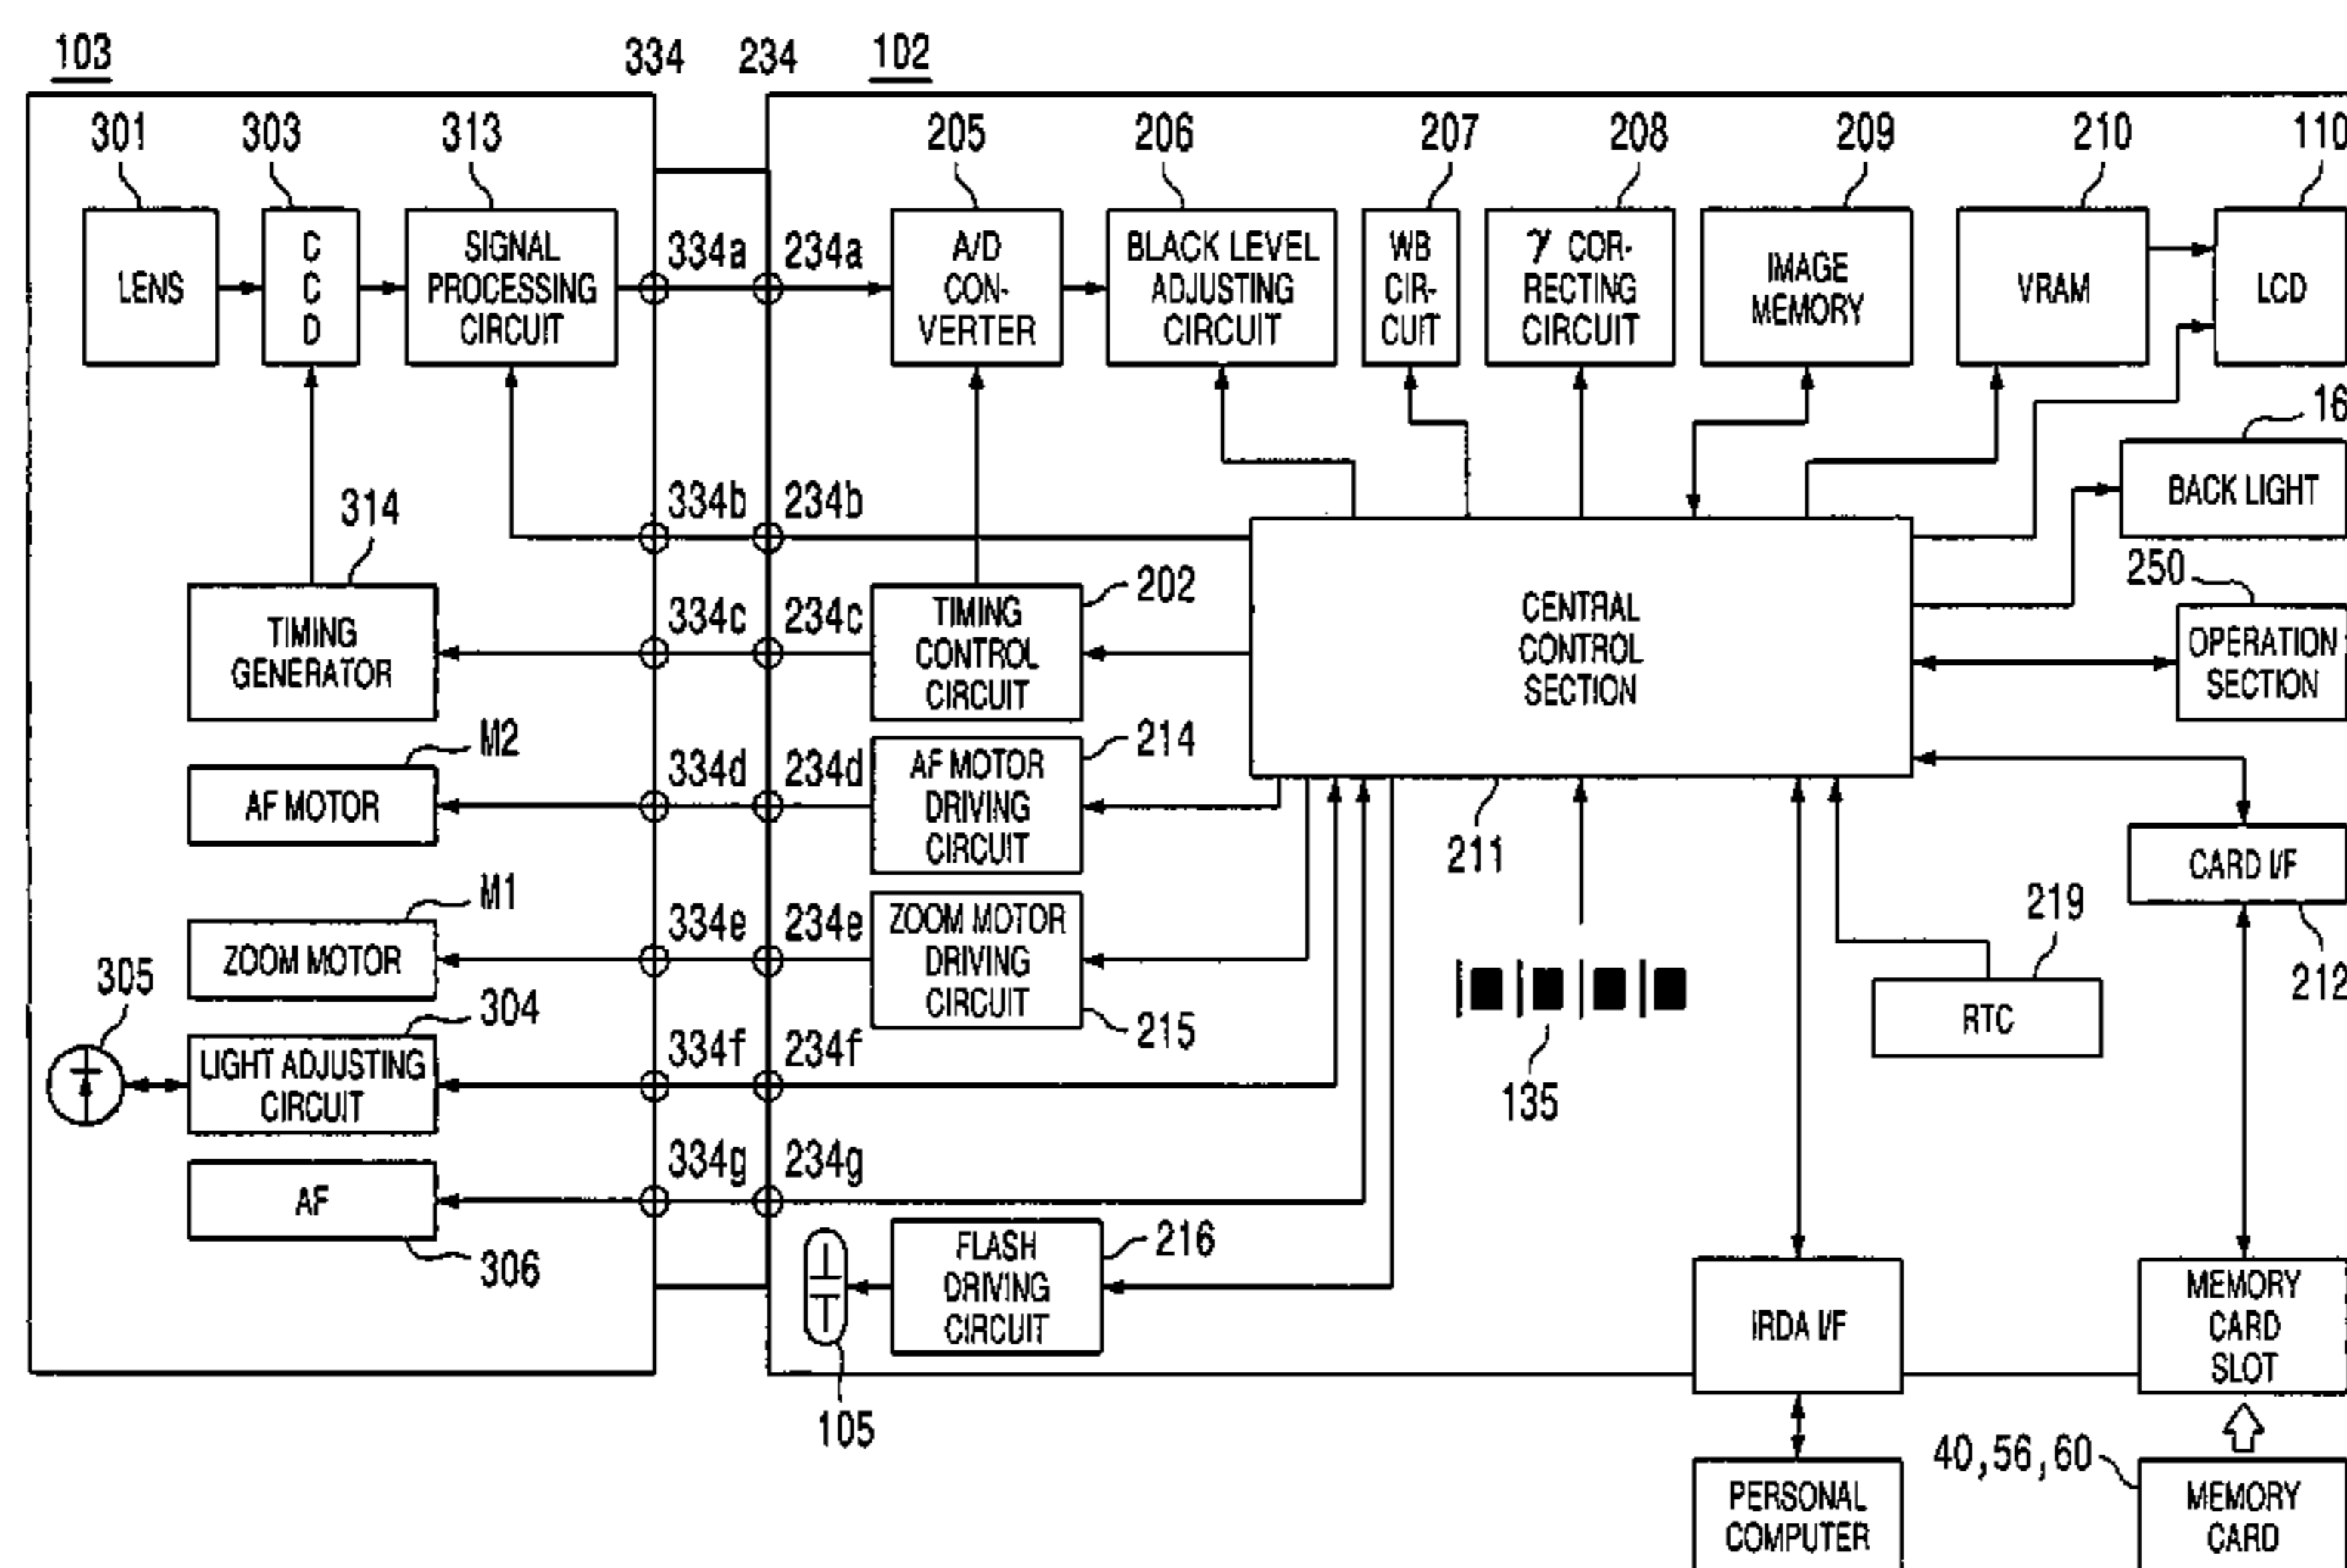 103
334
234
102
301
303
313
205
206
207
208
209
210
110
LENS
C
C
D
SIGNAL
PROCESSING
CIRCUIT
334a
234a
A/D
CON-
VERTER
BLACK LEVEL
ADJUSTING
CIRCUIT
WB
CIR-
CUIT
γ COR-
RECTING
CIRCUIT
IMAGE
MEMORY
VRAM
LCD
16
BACK LIGHT
314
334b
234b
250
TIMING
GENERATOR
334c
234c
TIMING
CONTROL
CIRCUIT
202
CENTRAL
CONTROL
SECTION
OPERATION
SECTION
M2
AF MOTOR
334d
234d
AF MOTOR
DRIVING
CIRCUIT
214
211
CARD I/F
212
M1
ZOOM MOTOR
334e
234e
ZOOM MOTOR
DRIVING
CIRCUIT
215
219
RTC
305
304
LIGHT ADJUSTING
CIRCUIT
334f
234f
135
AF
306
334g
234g
FLASH
DRIVING
CIRCUIT
216
105
IRDA I/F
MEMORY
CARD
SLOT
40,56,60
PERSONAL
COMPUTER
MEMORY
CARD